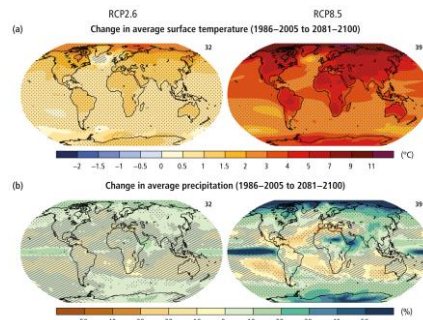 RCP2.6 RCP8.5
(a) Change in average surface temperature (1986−2005 to 2081−2100)
32 39
−2 −1.5 −1 −0.5 0 0.5 1 1.5 2 3 4 5 7 9 11 (°C)
(b) Change in average precipitation (1986−2005 to 2081−2100)
32 39
(%)